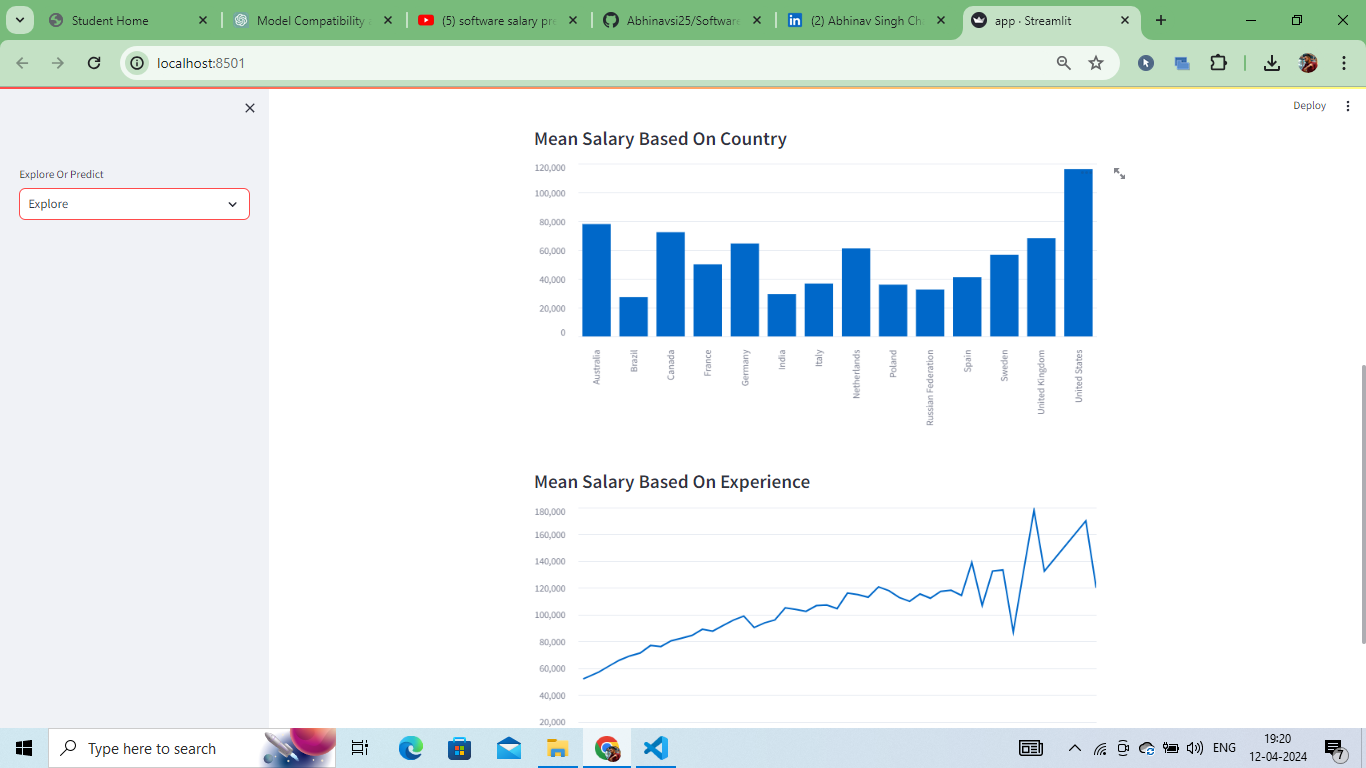 Student Home
Model Compatibility a
(5) software salary pre
Abhinavsi25/Software
(2) Abhinav Singh Ch
app · Streamlit
localhost:8501
Deploy
Explore Or Predict
Explore
Mean Salary Based On Country
120,000
100,000
80,000
60,000
40,000
20,000
0
Australia
Brazil
Canada
France
Germany
India
Italy
Netherlands
Poland
Russian Federation
Spain
Sweden
United Kingdom
United States
Mean Salary Based On Experience
180,000
160,000
140,000
120,000
100,000
80,000
60,000
40,000
20,000
Type here to search
ENG
19:20
12-04-2024
7